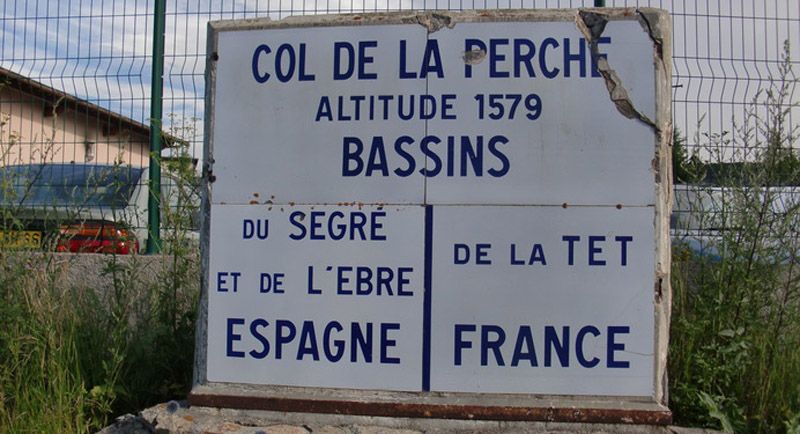 COL DE LA PERCHE
ALTITUDE 1579
BASSINS
DU SEGRÉ
ET DE L'EBRE
ESPAGNE
DE LA TET
FRANCE